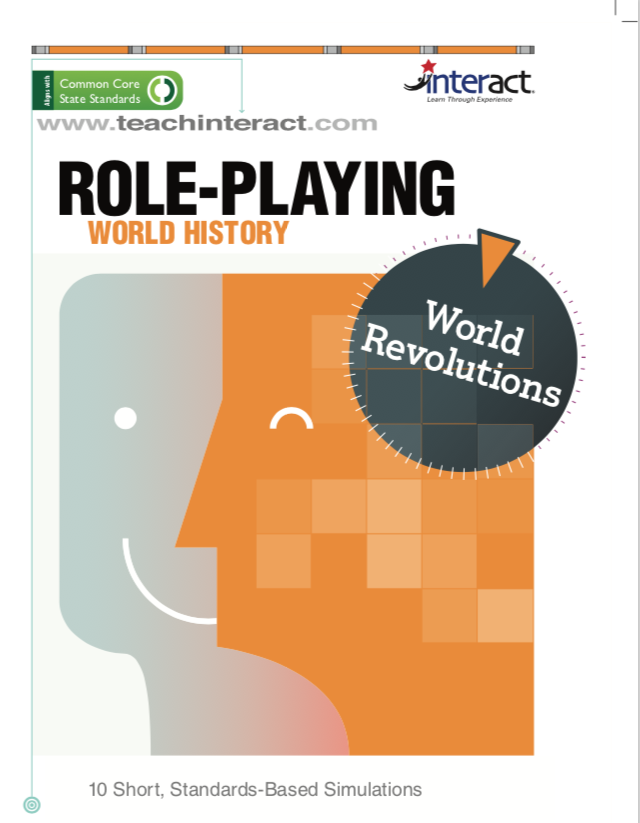 Aligns with
Common Core
State Standards
interact®
Learn Through Experience
www.teachinteract.com
ROLE-PLAYING
WORLD HISTORY
World
Revolutions
10 Short, Standards-Based Simulations